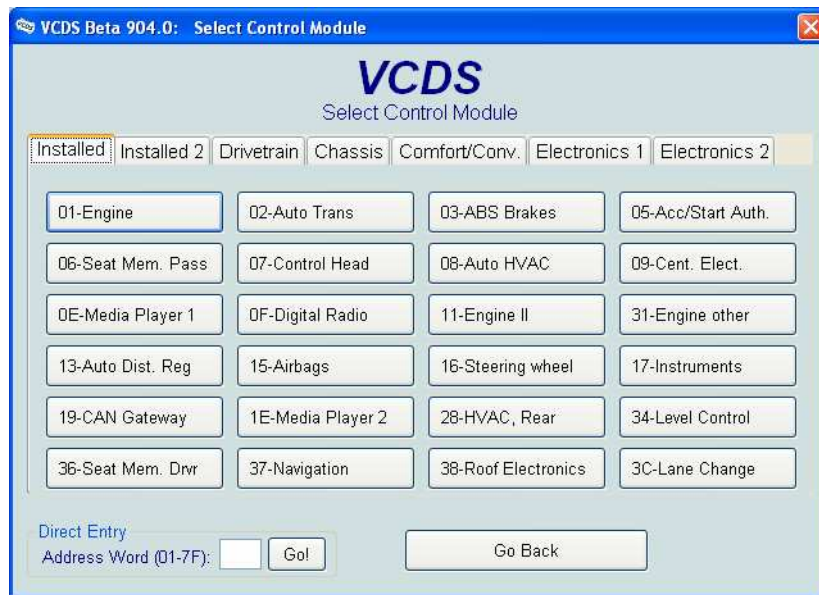 VCDS Beta 904.0: Select Control Module
VCDS
Select Control Module
Installed Installed 2 Drivetrain Chassis Comfort/Conv. Electronics 1 Electronics 2
01-Engine 02-Auto Trans 03-ABS Brakes 05-Acc/Start Auth.
06-Seat Mem. Pass 07-Control Head 08-Auto HVAC 09-Cent. Elect.
0E-Media Player 1 0F-Digital Radio 11-Engine II 31-Engine other
13-Auto Dist. Reg 15-Airbags 16-Steering wheel 17-Instruments
19-CAN Gateway 1E-Media Player 2 28-HVAC, Rear 34-Level Control
36-Seat Mem. Drvr 37-Navigation 38-Roof Electronics 3C-Lane Change
Direct Entry
Address Word (01-7F): Go! Go Back